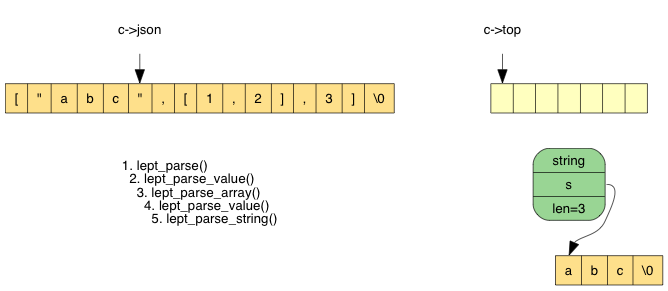 c->json
c->top
[ " a b c " , [ 1 , 2 ] , 3 ] \0
string
s
len=3
1. lept_parse()
2. lept_parse_value()
3. lept_parse_array()
4. lept_parse_value()
5. lept_parse_string()
a b c \0